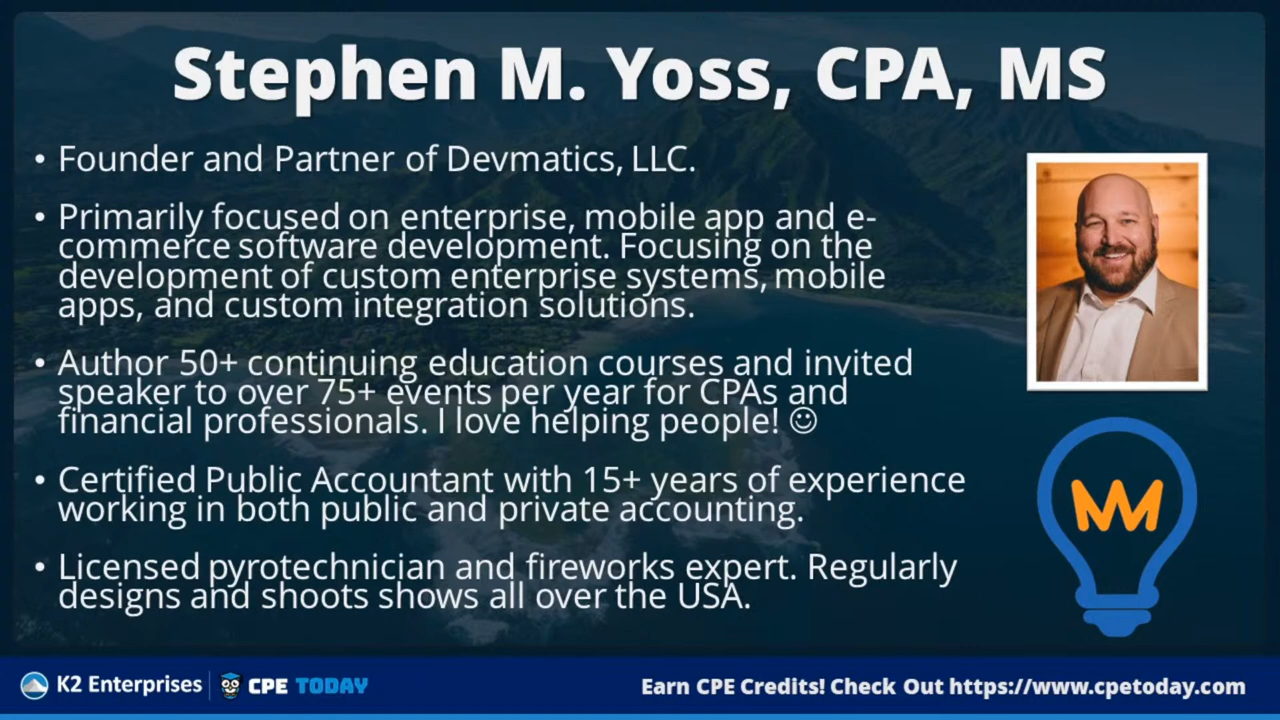 Stephen M. Yoss, CPA, MS
• Founder and Partner of Devmatics, LLC.
• Primarily focused on enterprise, mobile app and e-
commerce software development. Focusing on the
development of custom enterprise systems, mobile
apps, and custom integration solutions.
• Author 50+ continuing education courses and invited
speaker to over 75+ events per year for CPAs and
financial professionals. I love helping people! ☺
• Certified Public Accountant with 15+ years of experience
working in both public and private accounting.
• Licensed pyrotechnician and fireworks expert. Regularly
designs and shoots shows all over the USA.
K2 Enterprises
CPE TODAY
Earn CPE Credits! Check Out https://www.cpetoday.com